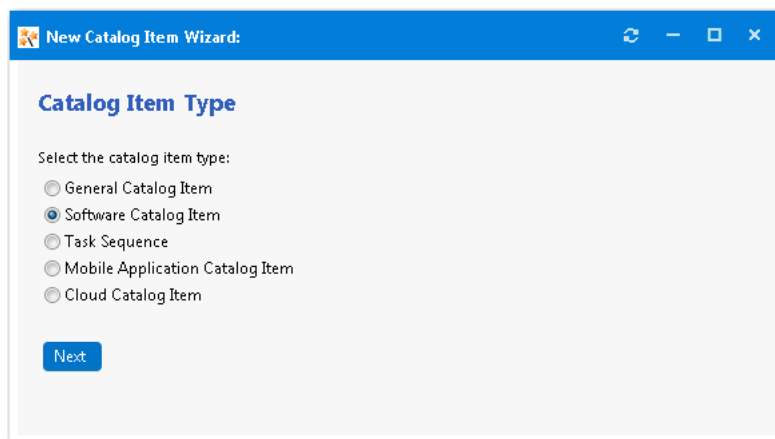 New Catalog Item Wizard:
Catalog Item Type
Select the catalog item type:
General Catalog Item
Software Catalog Item
Task Sequence
Mobile Application Catalog Item
Cloud Catalog Item
Next